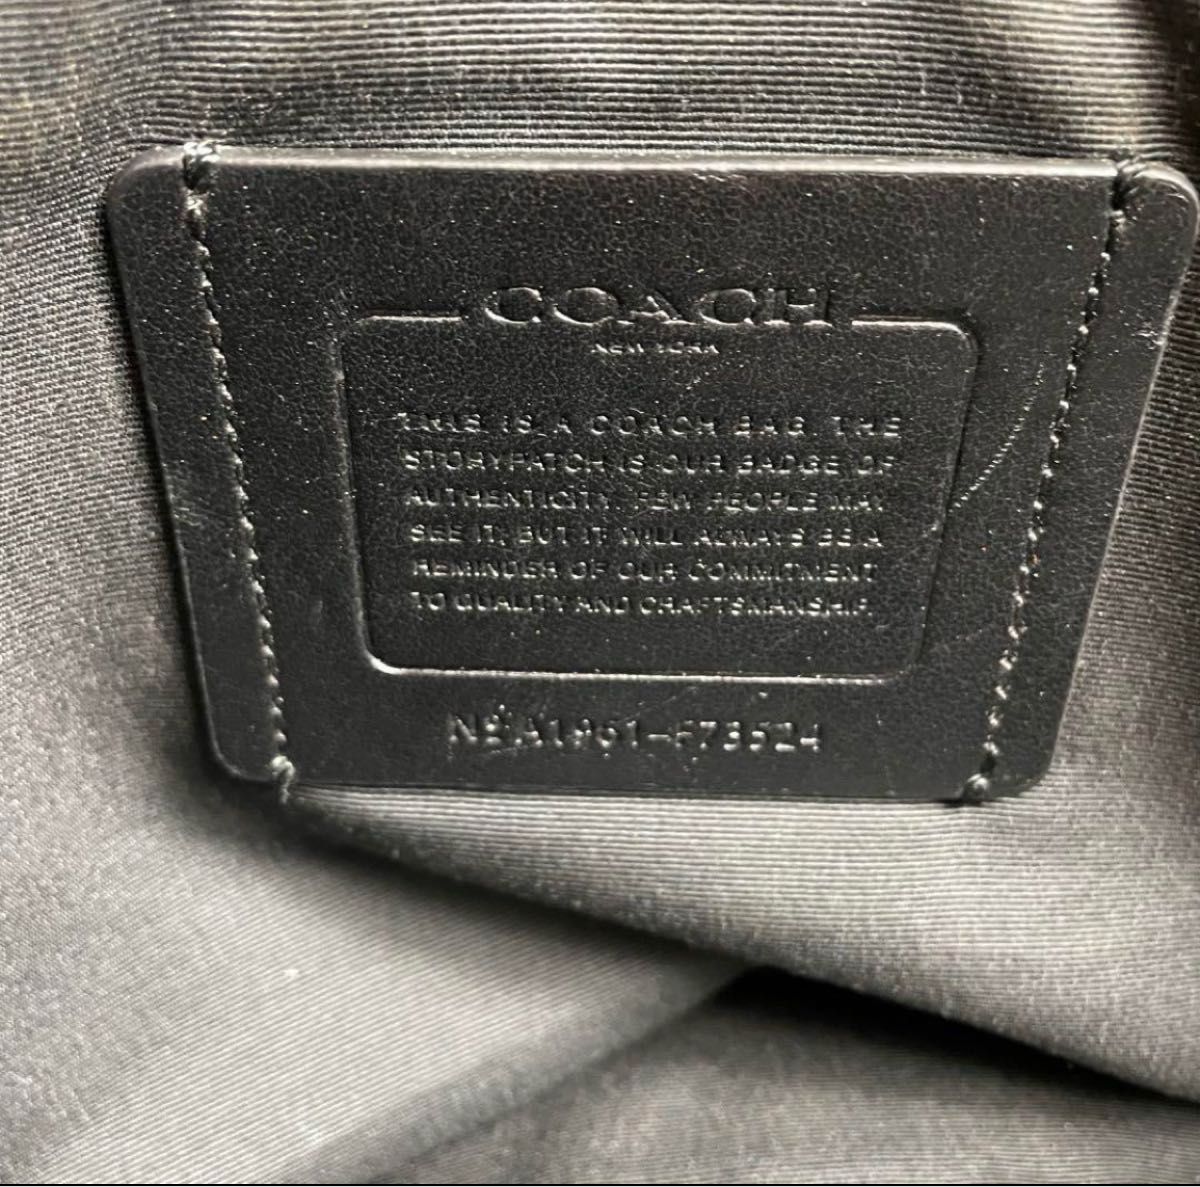 COACH
NEW YORK
THIS IS A COACH BAG. THE
STORYPATCH IS OUR BADGE OF
AUTHENTICITY. FEW PEOPLE MAY
SEE IT, BUT IT WILL ALWAYS BE A
REMINDER OF OUR COMMITMENT
TO QUALITY AND CRAFTSMANSHIP.
A1961-F73524